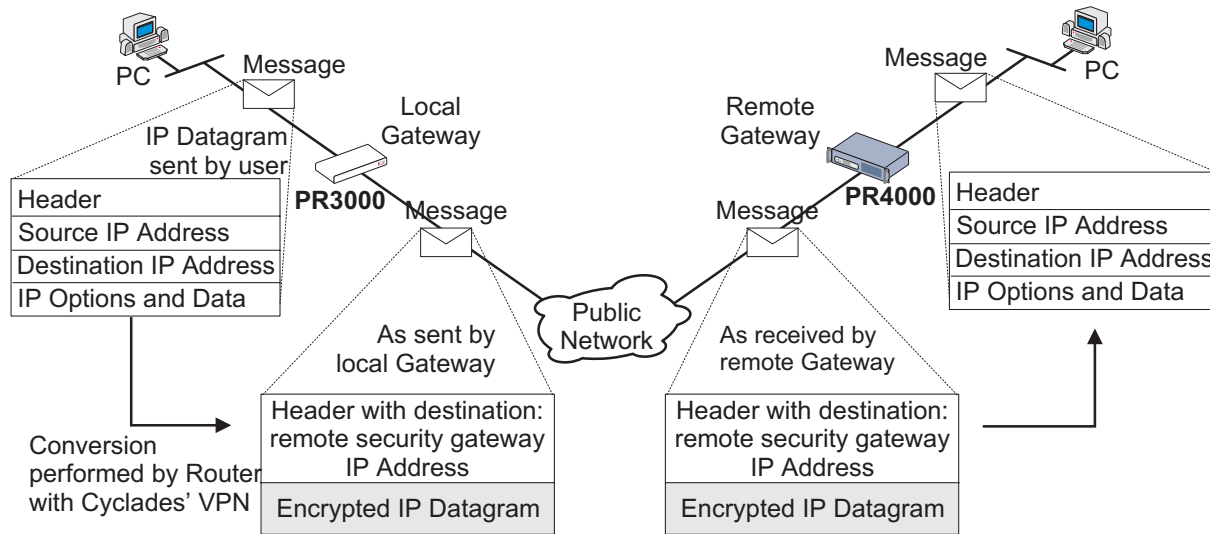 PC
Message
IP Datagram
sent by user
Local
Gateway
PR3000
Header
Source IP Address
Destination IP Address
IP Options and Data
Message
As sent by
local Gateway
Conversion
performed by Router
with Cyclades’ VPN
Header with destination:
remote security gateway
IP Address
Encrypted IP Datagram
Public
Network
Message
PC
Remote
Gateway
PR4000
Message
As received by
remote Gateway
Header with destination:
remote security gateway
IP Address
Encrypted IP Datagram
Header
Source IP Address
Destination IP Address
IP Options and Data